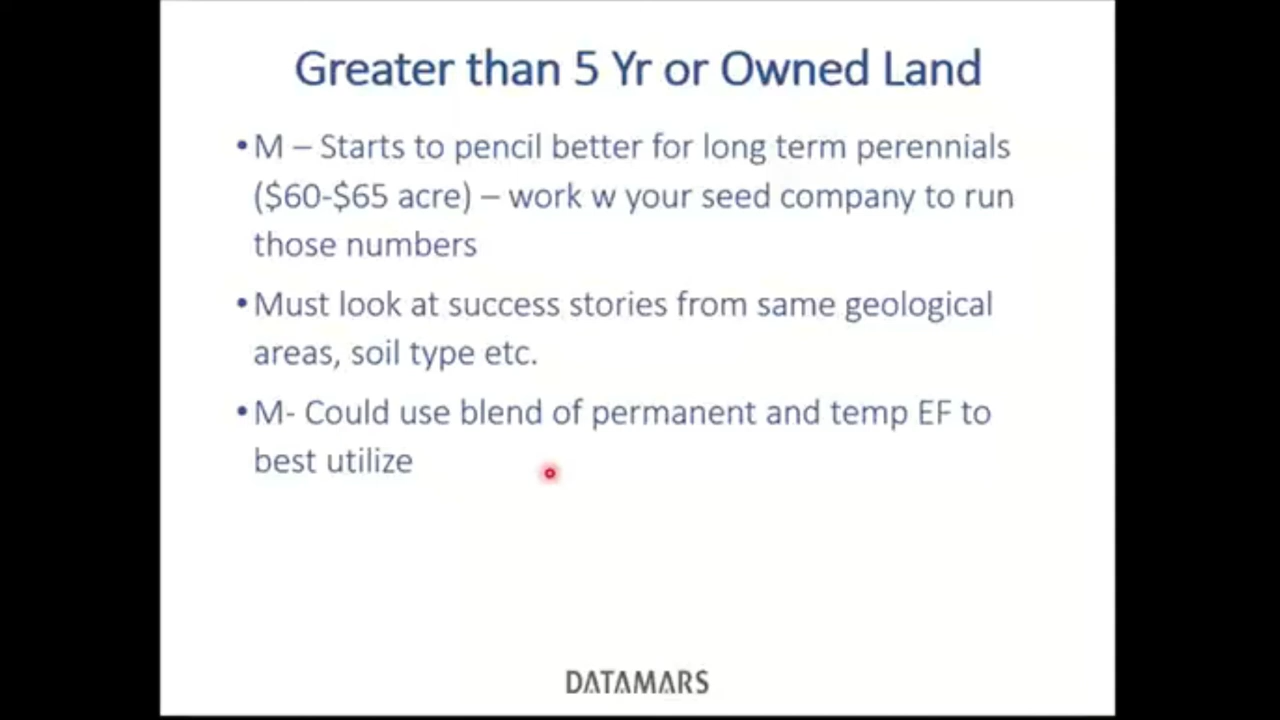 Greater than 5 Yr or Owned Land
•M – Starts to pencil better for long term perennials
($60-$65 acre) – work w your seed company to run
those numbers
•Must look at success stories from same geological
areas, soil type etc.
•M- Could use blend of permanent and temp EF to
best utilize
DATAMARS